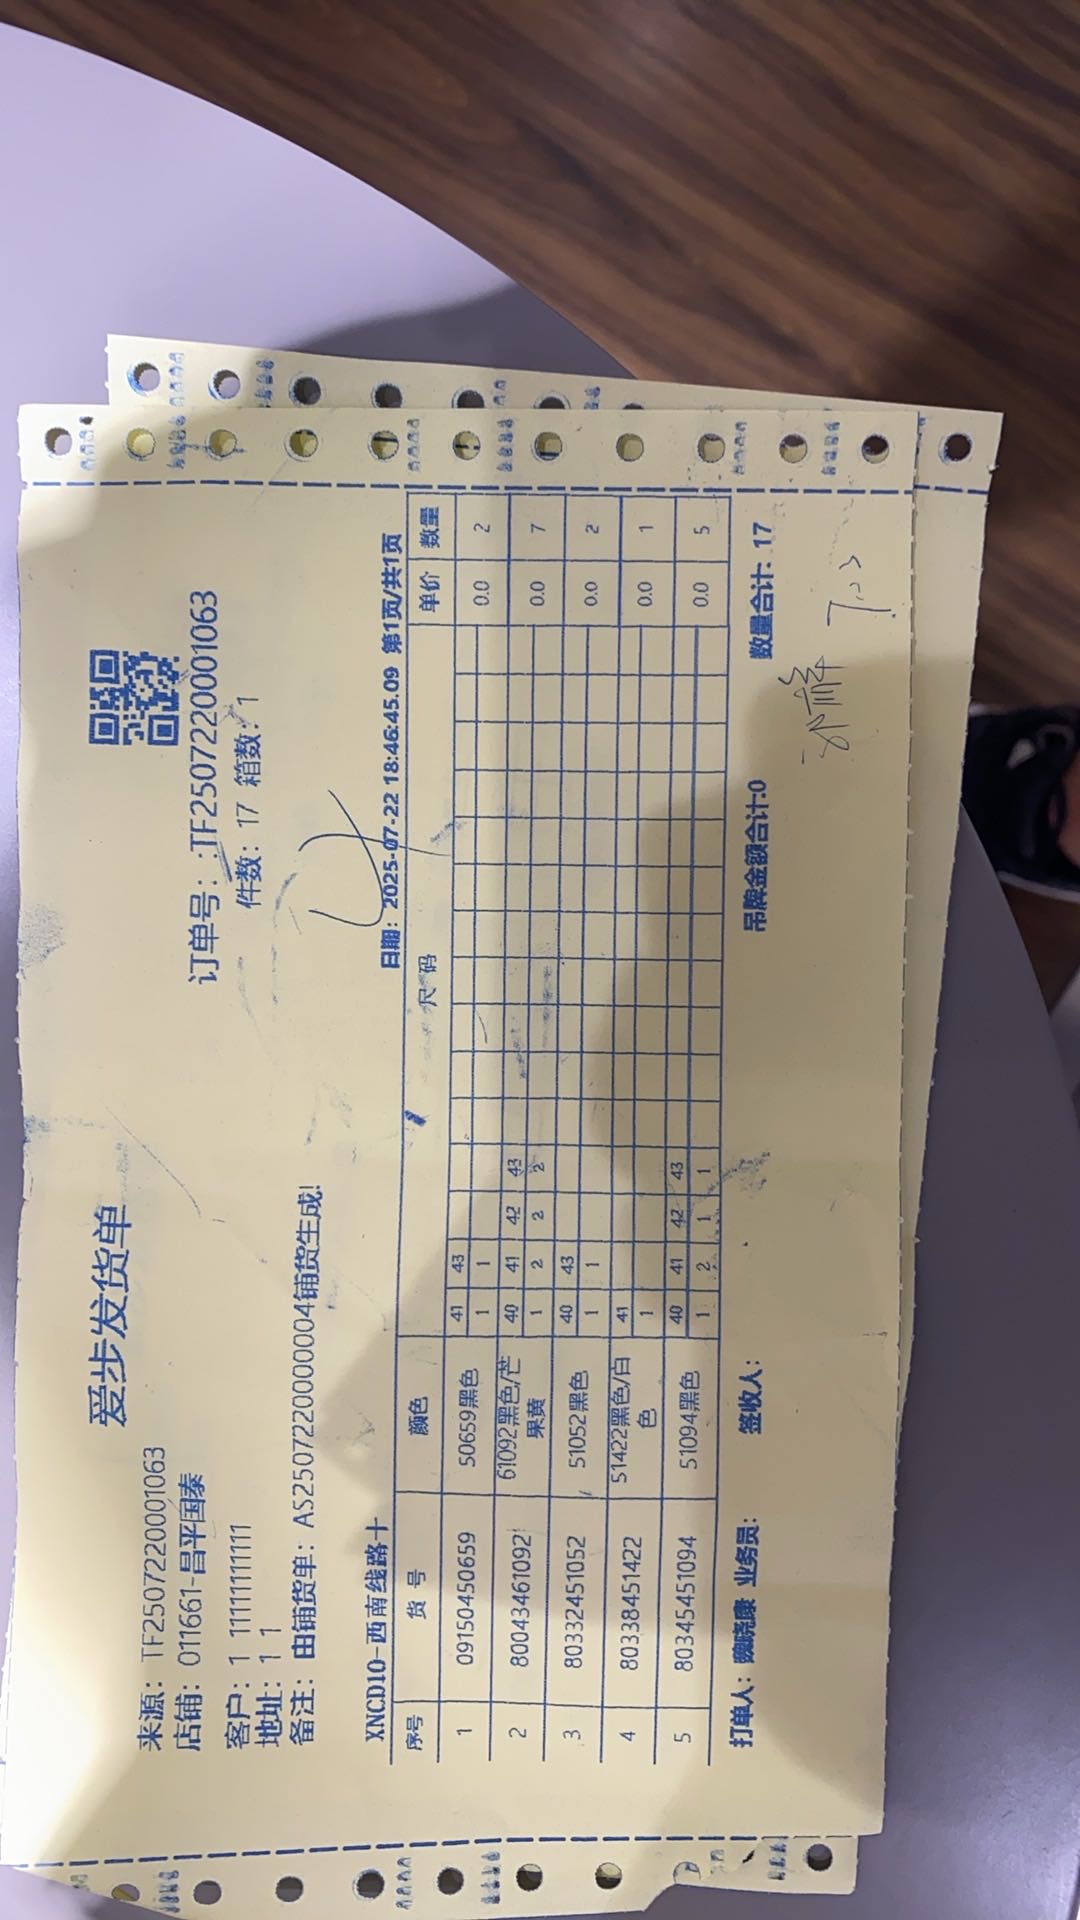 爱步发货单
来源：TF2507220001063
订单号：:TF2507220001063
店铺：011661-昌平国泰
件数：17 箱数：1
客户：1 11111111111
地址：1 1
备注：由铺货单：AS250722000004铺货生成!
XNCD10-西南线路十 日期：2025-07-22 18:46:45.09 第1页/共1页
序号 货 号 颜色 尺 码 单价 数量
1 09150450659 50659黑色 41 43 0.0 2
1 1
2 80043461092 61092黑色/芒果黄 40 41 42 43 0.0 7
1 2 2 2
3 80332451052 51052黑色 40 43 0.0 2
1 1
4 80338451422 51422黑色/白色 41 0.0 1
1
5 80345451094 51094黑色 40 41 42 43 0.0 5
1 2 1 1
打单人： 业务员： 签收人： 吊牌金额合计:0 数量合计: 17
7.23